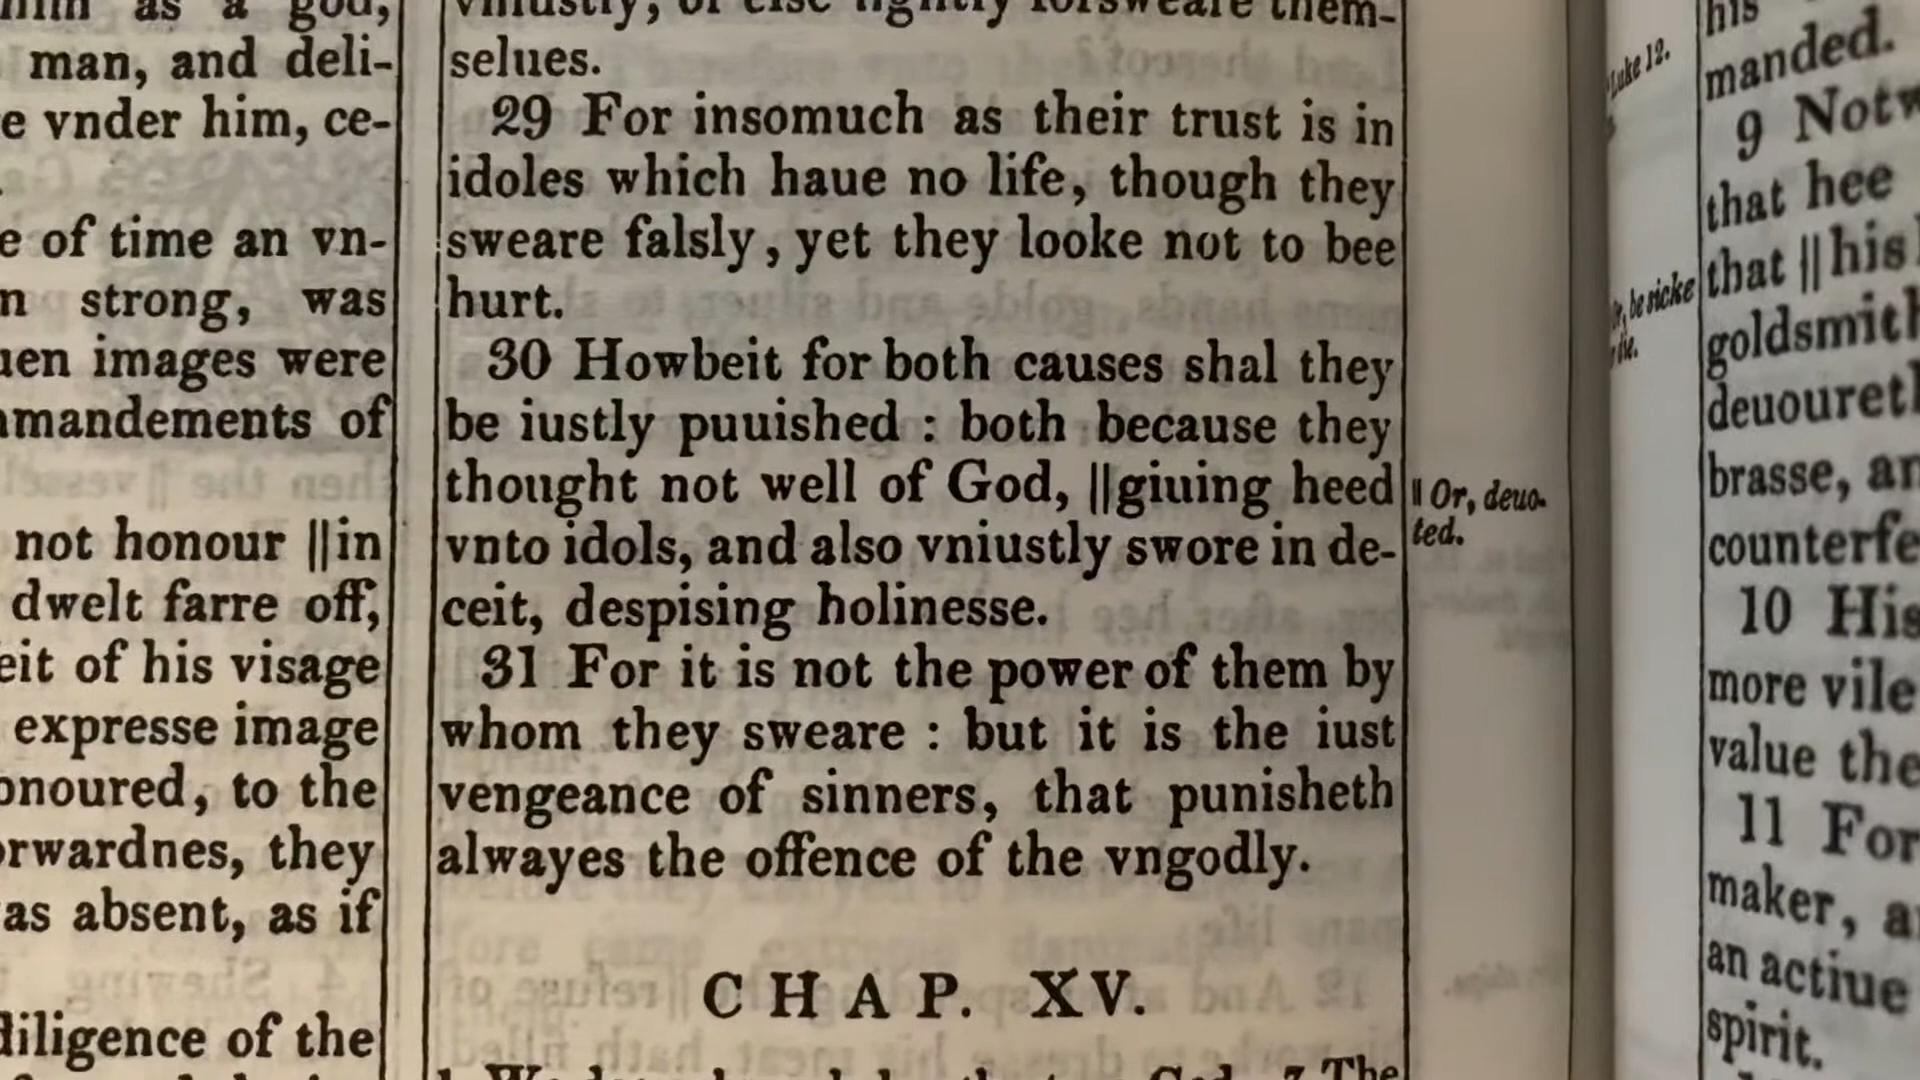 him as a god,
man, and deli-
e vnder him, ce-
e of time an vn-
n strong, was
uen images were
mmandements of
not honour ||in
dwelt farre off,
eit of his visage
expresse image
onoured, to the
orwardnes, they
as absent, as if
diligence of the
vniustly, or else lightly forsweare them-
selues.
29 For insomuch as their trust is in
idoles which haue no life, though they
sweare falsly, yet they looke not to bee
hurt.
30 Howbeit for both causes shal they
be iustly puuished : both because they
thought not well of God, ||giuing heed
vnto idols, and also vniustly swore in de-
ceit, despising holinesse.
31 For it is not the power of them by
whom they sweare : but it is the iust
vengeance of sinners, that punisheth
alwayes the offence of the vngodly.
CHAP. XV.
|| Or, deuo-
ted.
Luke 12.
Or, be sicke
die.
his
manded.
9 Notw
that hee
that ||his
goldsmith
deuoureth
brasse, an
counterfe
10 His
more vile
value the
11 For
maker, a
an actiue
spirit.